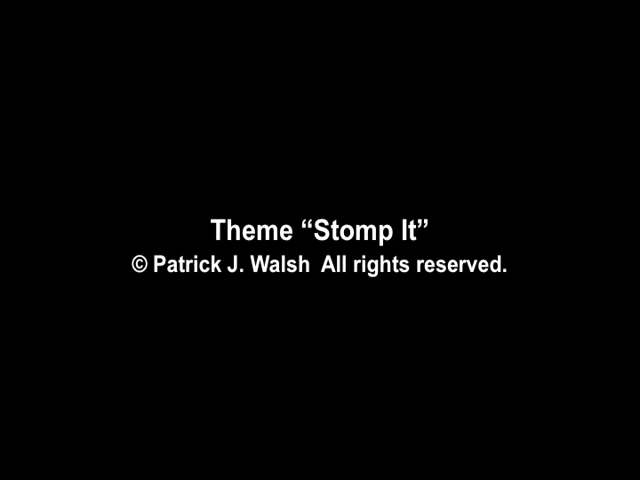 Theme “Stomp It”
© Patrick J. Walsh  All rights reserved.